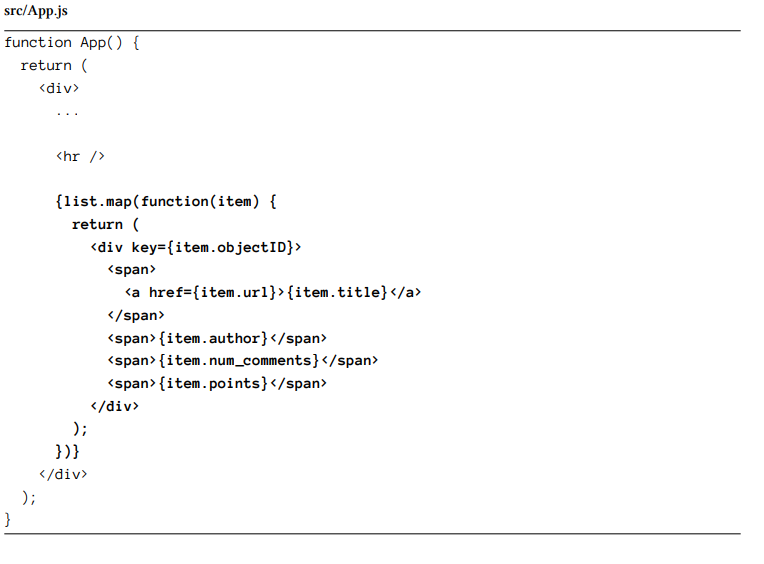 src/App.js
function App() {
  return (
    <div>
      ...

      <hr />

      {list.map(function(item) {
        return (
          <div key={item.objectID}>
            <span>
              <a href={item.url}>{item.title}</a>
            </span>
            <span>{item.author}</span>
            <span>{item.num_comments}</span>
            <span>{item.points}</span>
          </div>
        );
      })}
    </div>
  );
}